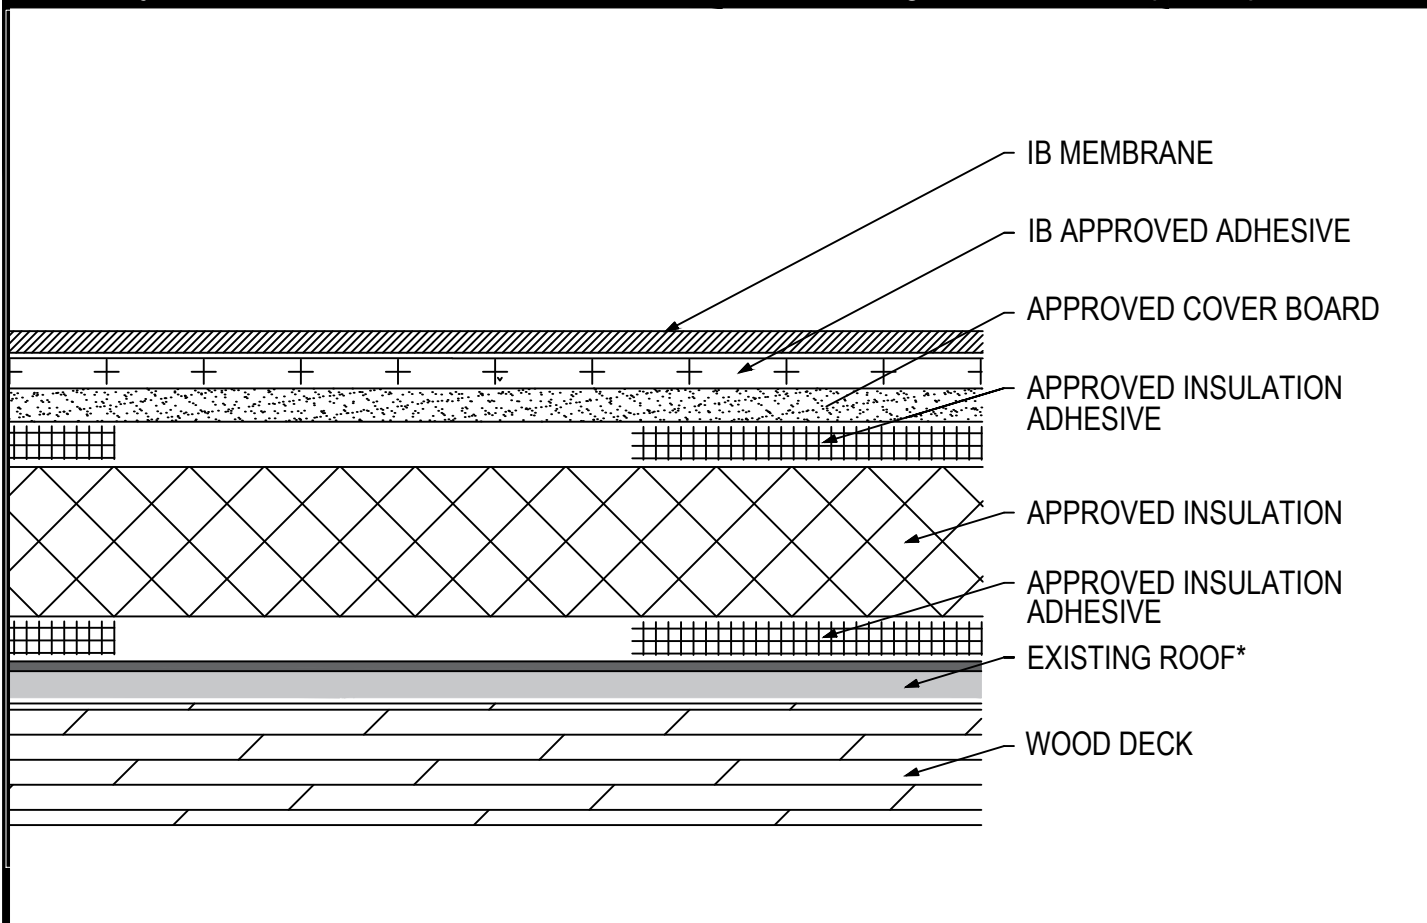 IB MEMBRANE
IB APPROVED ADHESIVE
APPROVED COVER BOARD
APPROVED INSULATION
ADHESIVE
APPROVED INSULATION
APPROVED INSULATION
ADHESIVE
EXISTING ROOF*
WOOD DECK